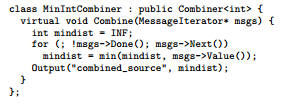 class MinIntCombiner : public Combiner<int> {
  virtual void Combine(MessageIterator* msgs) {
    int mindist = INF;
    for (; !msgs->Done(); msgs->Next())
      mindist = min(mindist, msgs->Value());
    Output("combined_source", mindist);
  }
};